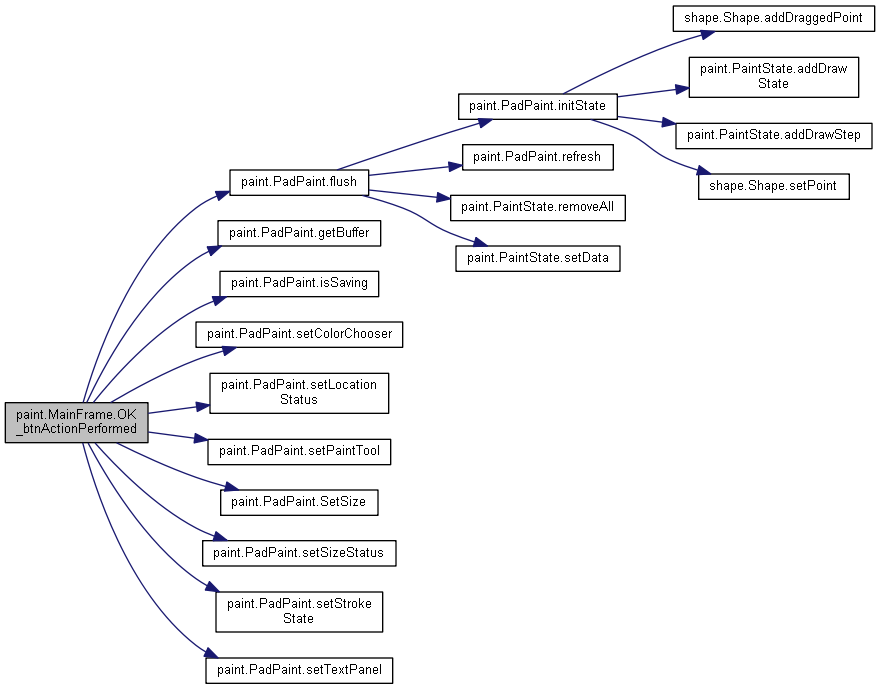 shape.Shape.addDraggedPoint
paint.PaintState.addDraw
State
paint.PadPaint.initState
paint.PaintState.addDrawStep
paint.PadPaint.refresh
paint.PadPaint.flush
shape.Shape.setPoint
paint.PaintState.removeAll
paint.PadPaint.getBuffer
paint.PaintState.setData
paint.PadPaint.isSaving
paint.PadPaint.setColorChooser
paint.PadPaint.setLocation
Status
paint.MainFrame.OK
_btnActionPerformed
paint.PadPaint.setPaintTool
paint.PadPaint.SetSize
paint.PadPaint.setSizeStatus
paint.PadPaint.setStroke
State
paint.PadPaint.setTextPanel